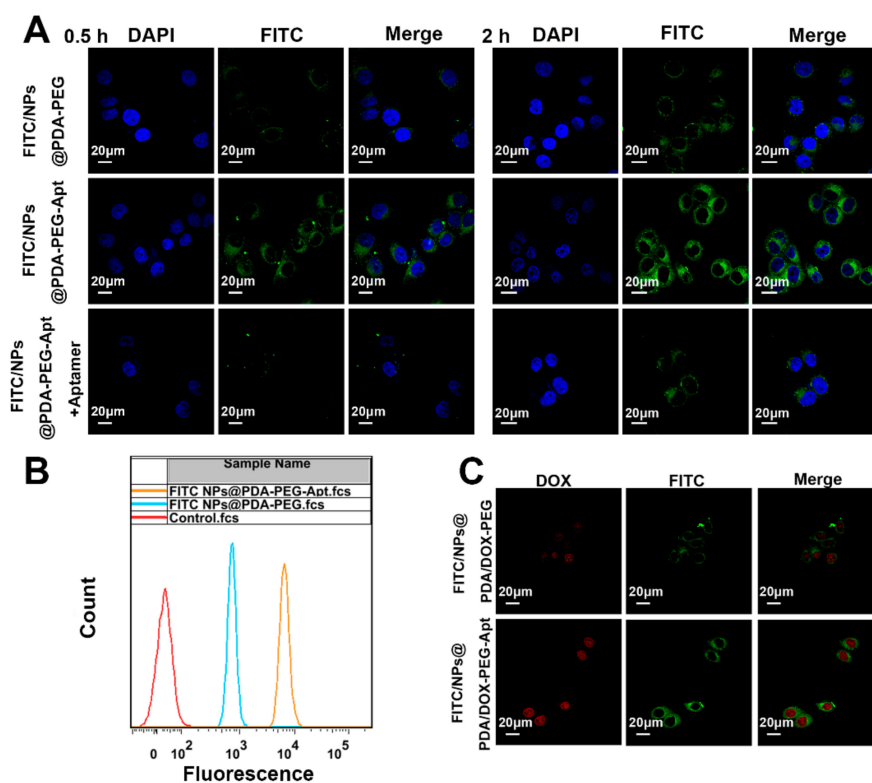 A
0.5 h DAPI FITC Merge 2 h DAPI FITC Merge
FITC/NPs
@PDA-PEG
20μm 20μm 20μm 20μm 20μm 20μm
FITC/NPs
@PDA-PEG-Apt
20μm 20μm 20μm 20μm 20μm 20μm
FITC/NPs
@PDA-PEG-Apt
+Aptamer
20μm 20μm 20μm 20μm 20μm 20μm
B
Sample Name
FITC NPs@PDA-PEG-Apt.fcs
FITC NPs@PDA-PEG.fcs
Control.fcs
Count
0 10² 10³ 10⁴ 10⁵
Fluorescence
C
DOX FITC Merge
FITC/NPs@
PDA/DOX-PEG
20μm 20μm 20μm
FITC/NPs@
PDA/DOX-PEG-Apt
20μm 20μm 20μm